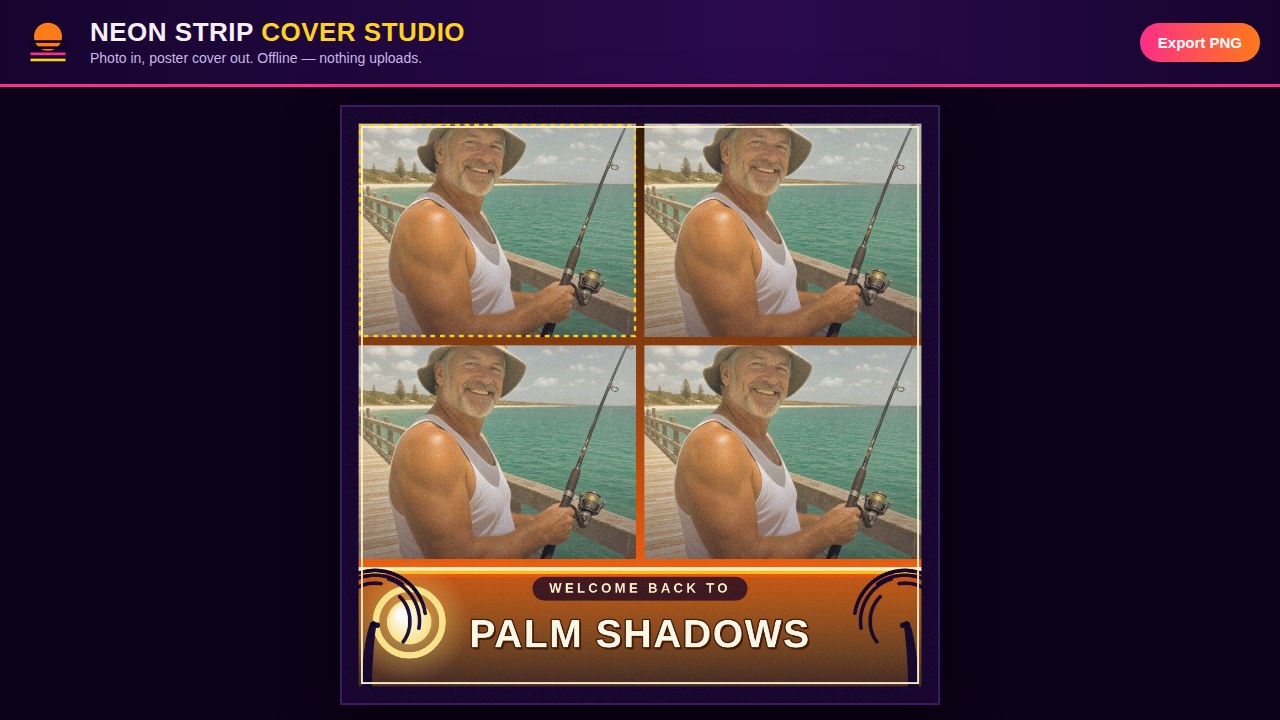 NEON STRIP COVER STUDIO
Photo in, poster cover out. Offline — nothing uploads.
Export PNG
WELCOME BACK TO
PALM SHADOWS